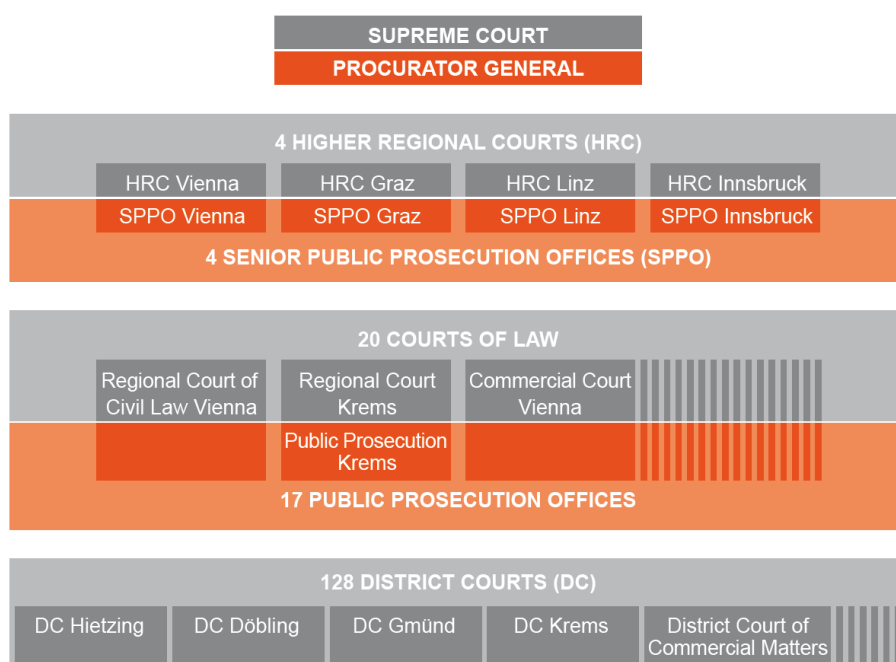 SUPREME COURT
PROCURATOR GENERAL
4 HIGHER REGIONAL COURTS (HRC)
HRC Vienna
HRC Graz
HRC Linz
HRC Innsbruck
SPPO Vienna
SPPO Graz
SPPO Linz
SPPO Innsbruck
4 SENIOR PUBLIC PROSECUTION OFFICES (SPPO)
20 COURTS OF LAW
Regional Court of
Civil Law Vienna
Regional Court
Krems
Commercial Court
Vienna
Public Prosecution
Krems
17 PUBLIC PROSECUTION OFFICES
128 DISTRICT COURTS (DC)
DC Hietzing
DC Döbling
DC Gmünd
DC Krems
District Court of
Commercial Matters